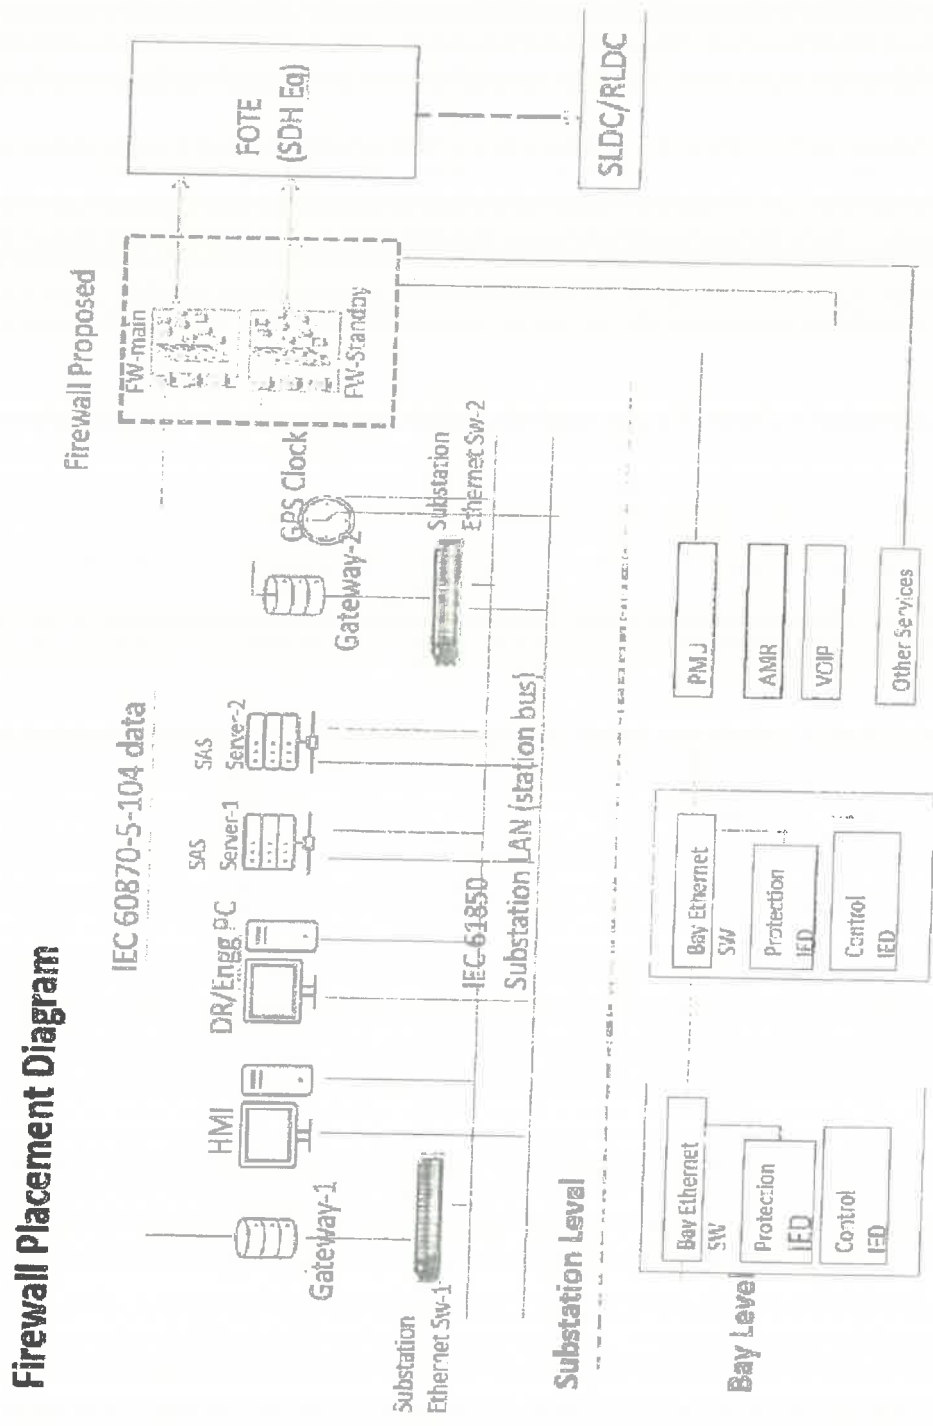 Firewall Placement Diagram
Firewall Proposed
IEC 60870-5-104 data
FW-main
FW-Standby
FOTE
(SDH Eq)
SLDC/RLDC
Gateway-1
HMI
DR/Engg PC
SAS
Server-1
SAS
Server-2
Gateway-2
GPS Clock
Substation
Ethernet Sw-1
Substation
Ethernet Sw-2
IEC-61850
Substation LAN (station bus)
Substation Level
Bay Level
Bay Ethernet
SW
Protection
IED
Control
IED
Bay Ethernet
SW
Protection
IED
Control
IED
PMU
AMR
VOIP
Other Services